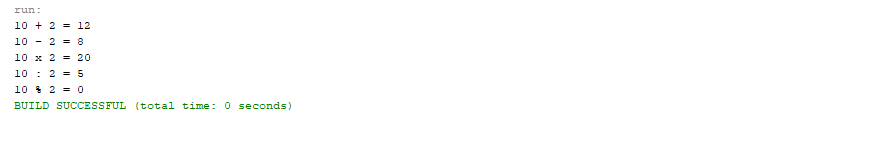 run:
10 + 2 = 12
10 - 2 = 8
10 x 2 = 20
10 : 2 = 5
10 % 2 = 0
BUILD SUCCESSFUL (total time: 0 seconds)